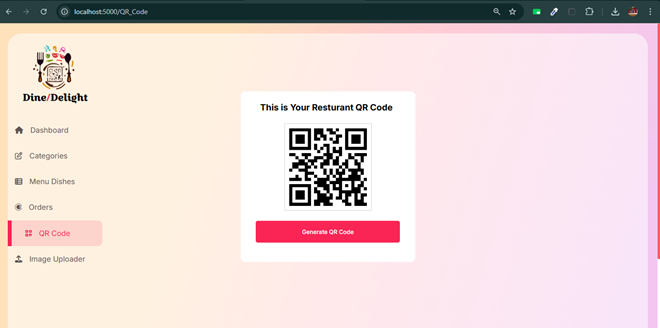 localhost:5000/QR_Code
Dine/Delight
Dashboard
Categories
Menu Dishes
Orders
QR Code
Image Uploader
This is Your Resturant QR Code
Generate QR Code